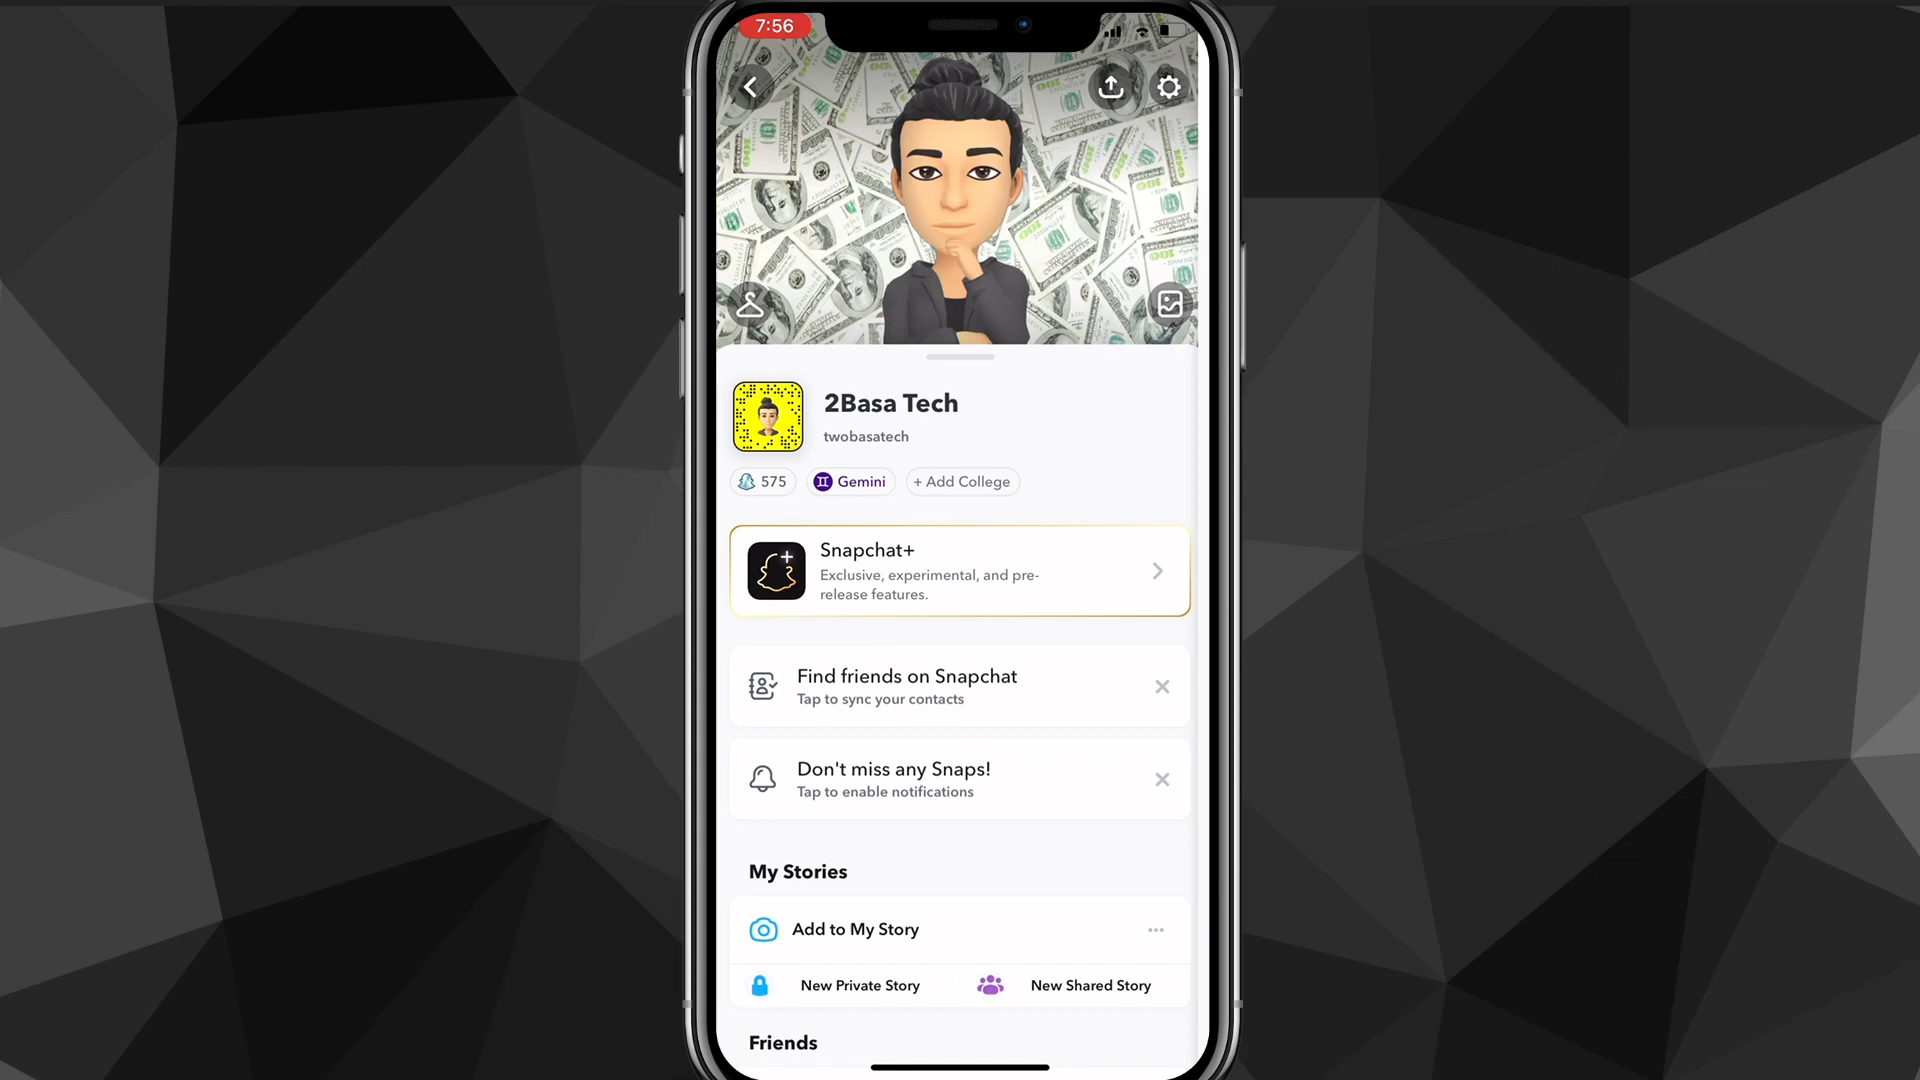 7:56
2Basa Tech
twobasatech
575
Gemini
+ Add College
Snapchat+
Exclusive, experimental, and pre-
release features.
Find friends on Snapchat
Tap to sync your contacts
Don't miss any Snaps!
Tap to enable notifications
My Stories
Add to My Story
New Private Story
New Shared Story
Friends